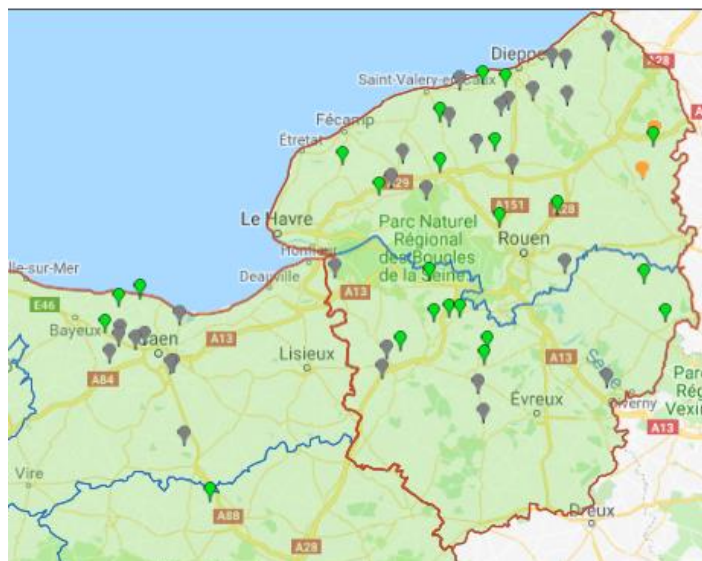 Dieppe
A28
Saint-Valery-en-Caux
Fécamp
Étretat
A29
Le Havre
A151
A28
Parc Naturel
Régional
des Boucles
de la Seine
Rouen
Honfleur
lle-sur-Mer
Deauville
A13
E46
Bayeux
Caen
A13
Lisieux
A13
Seine
A84
Évreux
Giverny
Parc
Rég
Vexin
A13
Vire
A88
Dreux
A28